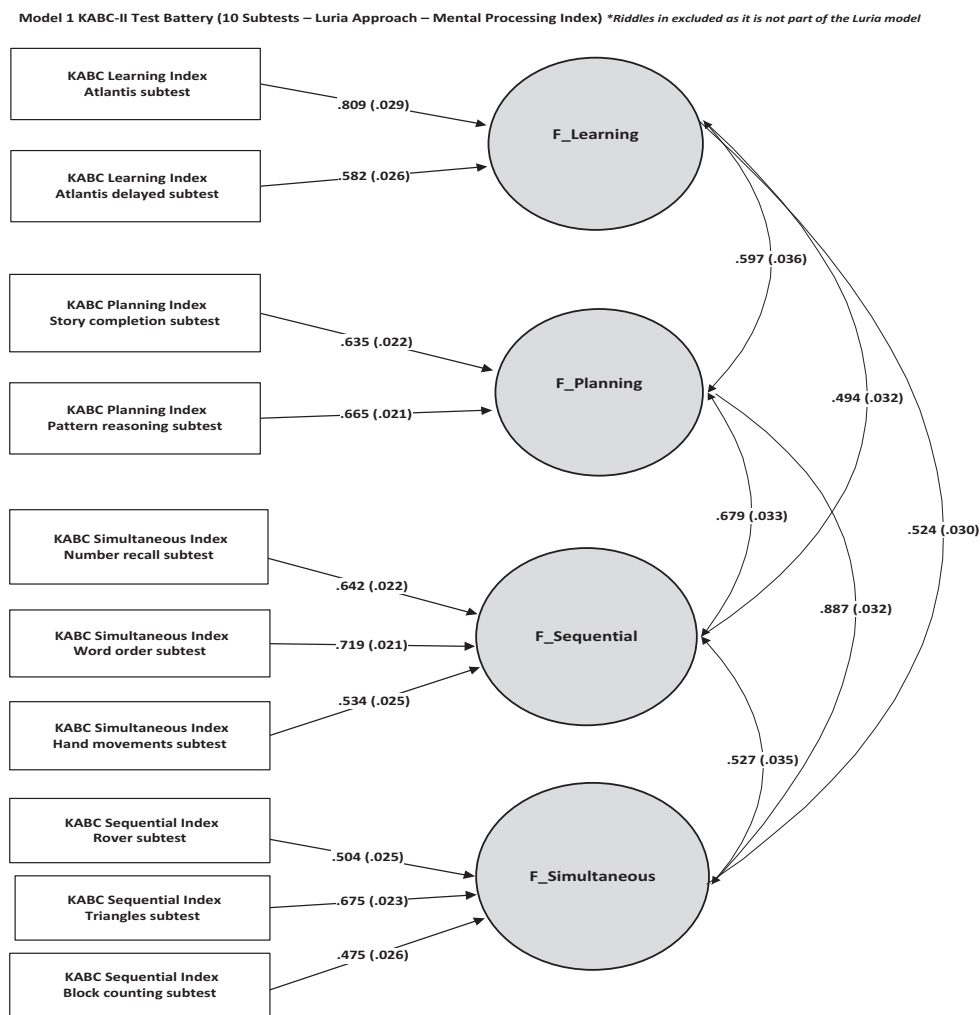 Model 1 KABC-II Test Battery (10 Subtests – Luria Approach – Mental Processing Index) *Riddles in excluded as it is not part of the Luria model
KABC Learning Index
Atlantis subtest
.809 (.029)
F_Learning
KABC Learning Index
Atlantis delayed subtest
.582 (.026)
.597 (.036)
KABC Planning Index
Story completion subtest
.635 (.022)
F_Planning
.494 (.032)
KABC Planning Index
Pattern reasoning subtest
.665 (.021)
.679 (.033)
.524 (.030)
KABC Simultaneous Index
Number recall subtest
.642 (.022)
.887 (.032)
KABC Simultaneous Index
Word order subtest
.719 (.021)
F_Sequential
KABC Simultaneous Index
Hand movements subtest
.534 (.025)
.527 (.035)
KABC Sequential Index
Rover subtest
.504 (.025)
F_Simultaneous
KABC Sequential Index
Triangles subtest
.675 (.023)
KABC Sequential Index
Block counting subtest
.475 (.026)